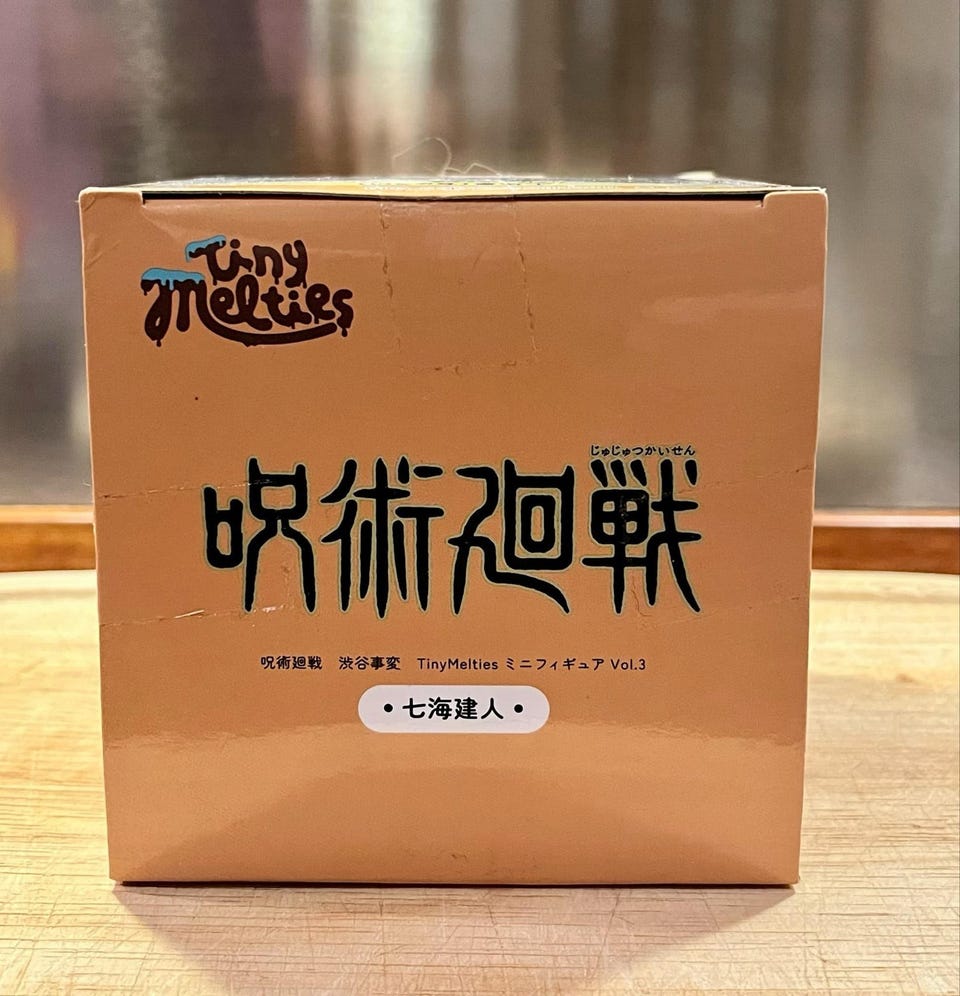 Tiny
Melties
じゅじゅつかいせん
呪術廻戦
呪術廻戦　渋谷事変　TinyMelties ミニフィギュア Vol.3
• 七海建人 •